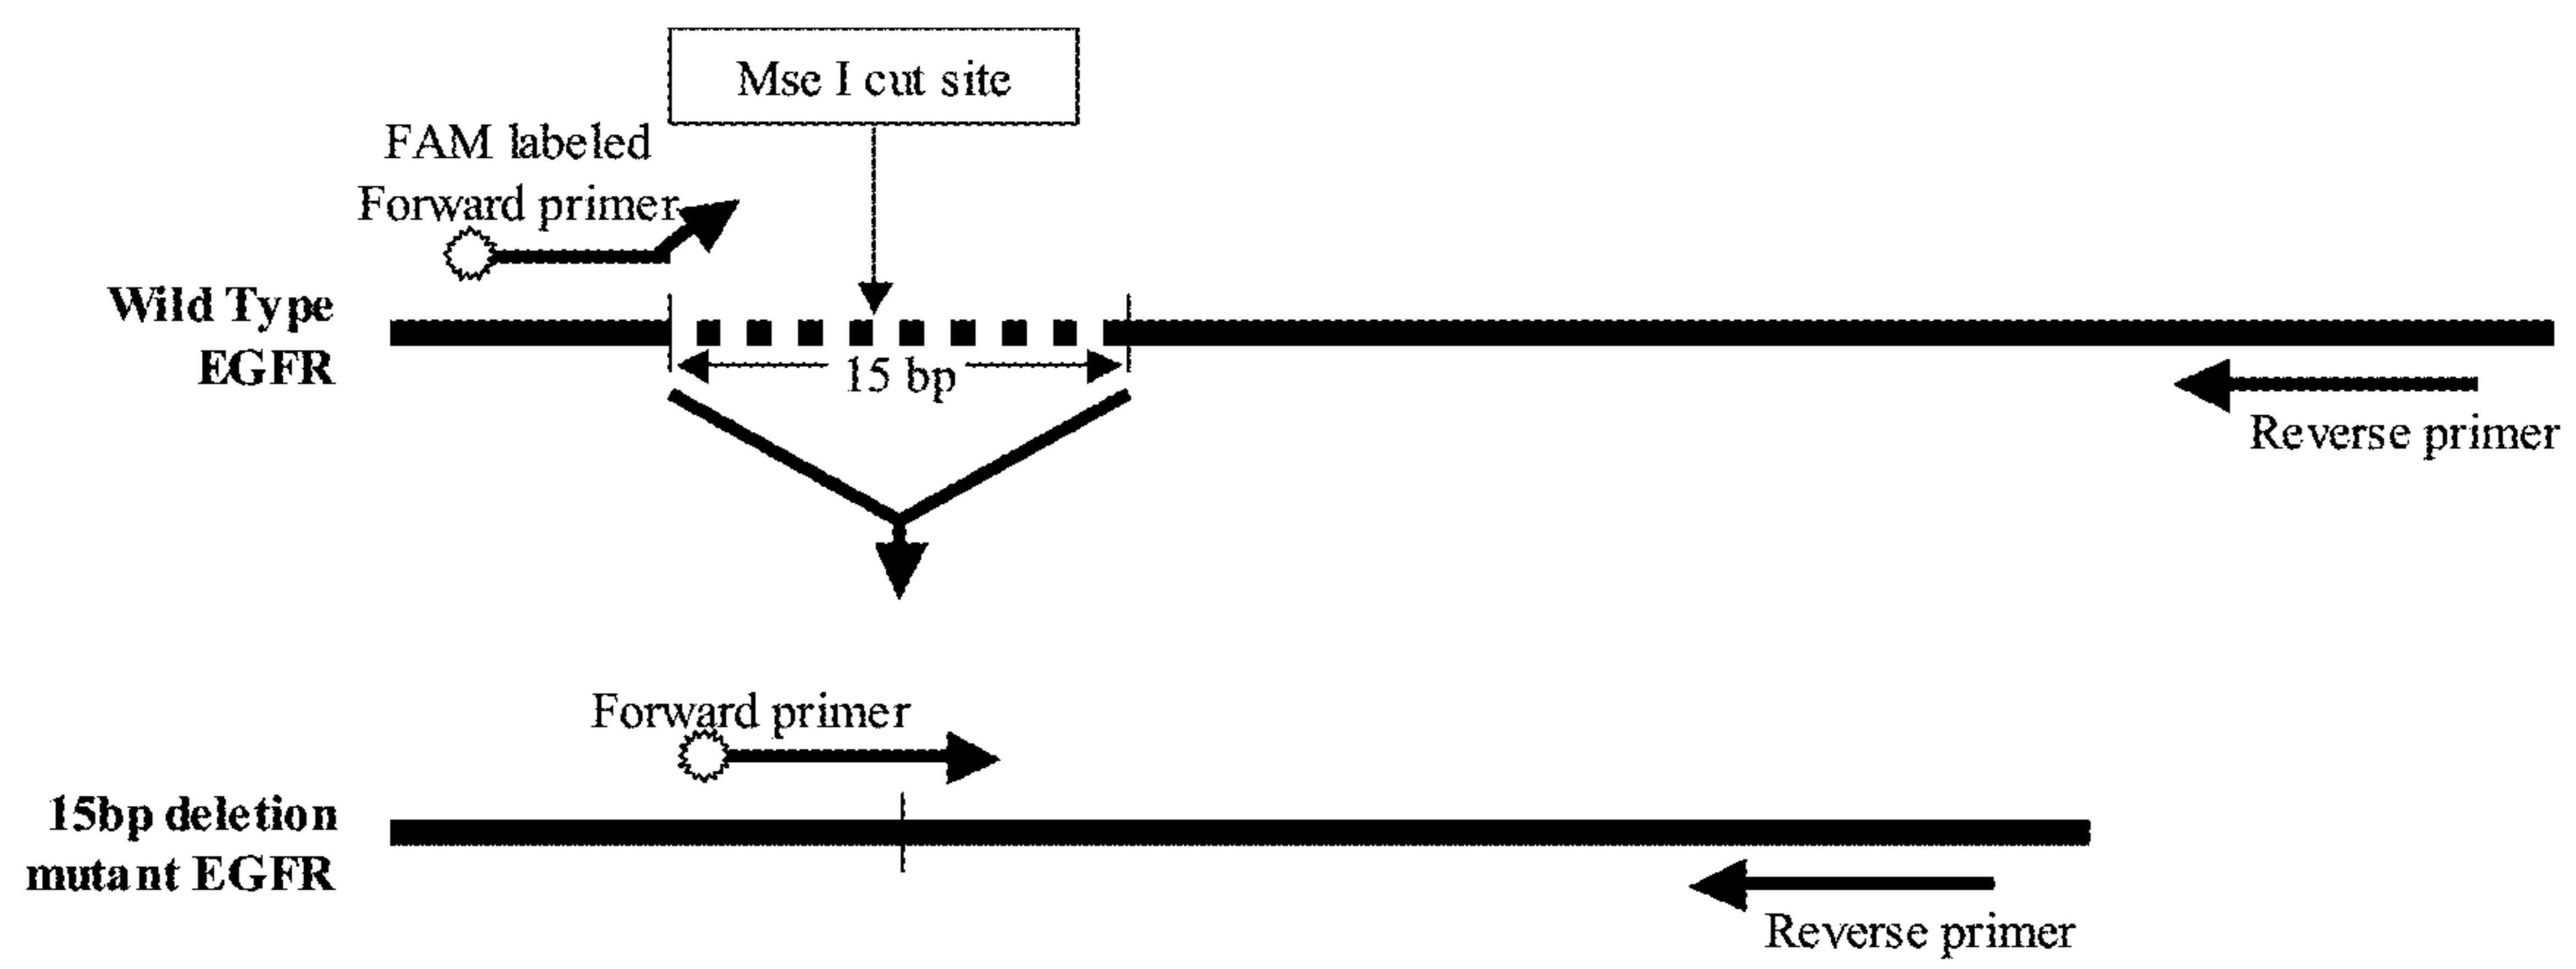 Mse I cut site
FAM labeled
Forward primer
Wild Type
EGFR
15 bp
Reverse primer
Forward primer
15bp deletion
mutant EGFR
Reverse primer